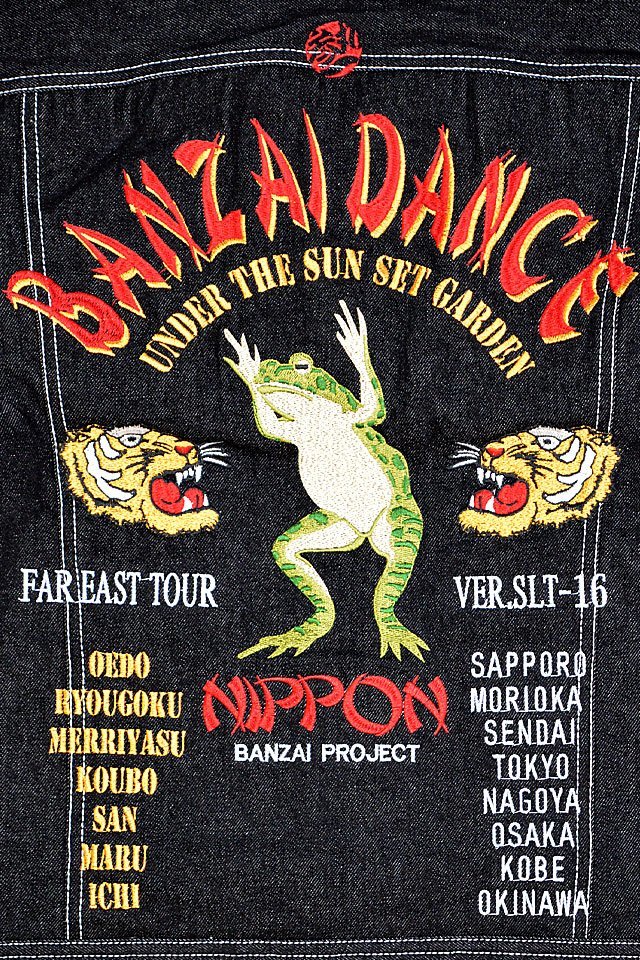 BANZAI DANCE
UNDER THE SUN SET GARDEN
FAR EAST TOUR
VER.SLT-16
OEDO
RYOUGOKU
MERRIYASU
KOUBO
SAN
MARU
ICHI
NIPPON
BANZAI PROJECT
SAPPORO
MORIOKA
SENDAI
TOKYO
NAGOYA
OSAKA
KOBE
OKINAWA